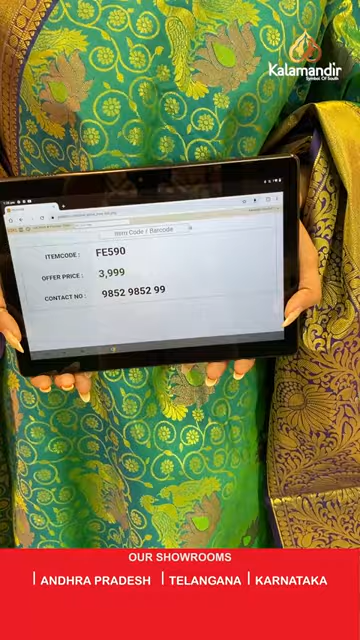 Kalamandir
Symbol Of South
Item Code / Barcode
ITEMCODE : FE590
OFFER PRICE : 3,999
CONTACT NO : 9852 9852 99
OUR SHOWROOMS
| ANDHRA PRADESH | TELANGANA | KARNATAKA